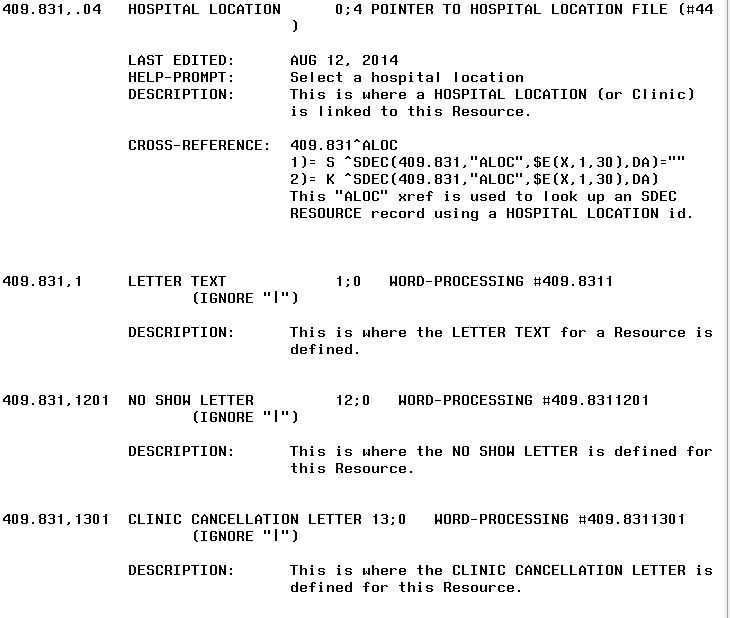 409.831,.04   HOSPITAL LOCATION      0;4 POINTER TO HOSPITAL LOCATION FILE (#44
                                )
              LAST EDITED:      AUG 12, 2014
              HELP-PROMPT:      Select a hospital location
              DESCRIPTION:      This is where a HOSPITAL LOCATION (or Clinic)
                                is linked to this Resource.
              CROSS-REFERENCE:  409.831^ALOC
                                1)= S ^SDEC(409.831,"ALOC",$E(X,1,30),DA)=""
                                2)= K ^SDEC(409.831,"ALOC",$E(X,1,30),DA)
                                This "ALOC" xref is used to look up an SDEC
                                RESOURCE record using a HOSPITAL LOCATION id.
409.831,1     LETTER TEXT            1;0   WORD-PROCESSING #409.8311
                     (IGNORE "|")
              DESCRIPTION:      This is where the LETTER TEXT for a Resource is
                                defined.
409.831,1201  NO SHOW LETTER         12;0   WORD-PROCESSING #409.8311201
                     (IGNORE "|")
              DESCRIPTION:      This is where the NO SHOW LETTER is defined for
                                this Resource.
409.831,1301  CLINIC CANCELLATION LETTER 13;0   WORD-PROCESSING #409.8311301
                     (IGNORE "|")
              DESCRIPTION:      This is where the CLINIC CANCELLATION LETTER is
                                defined for this Resource.